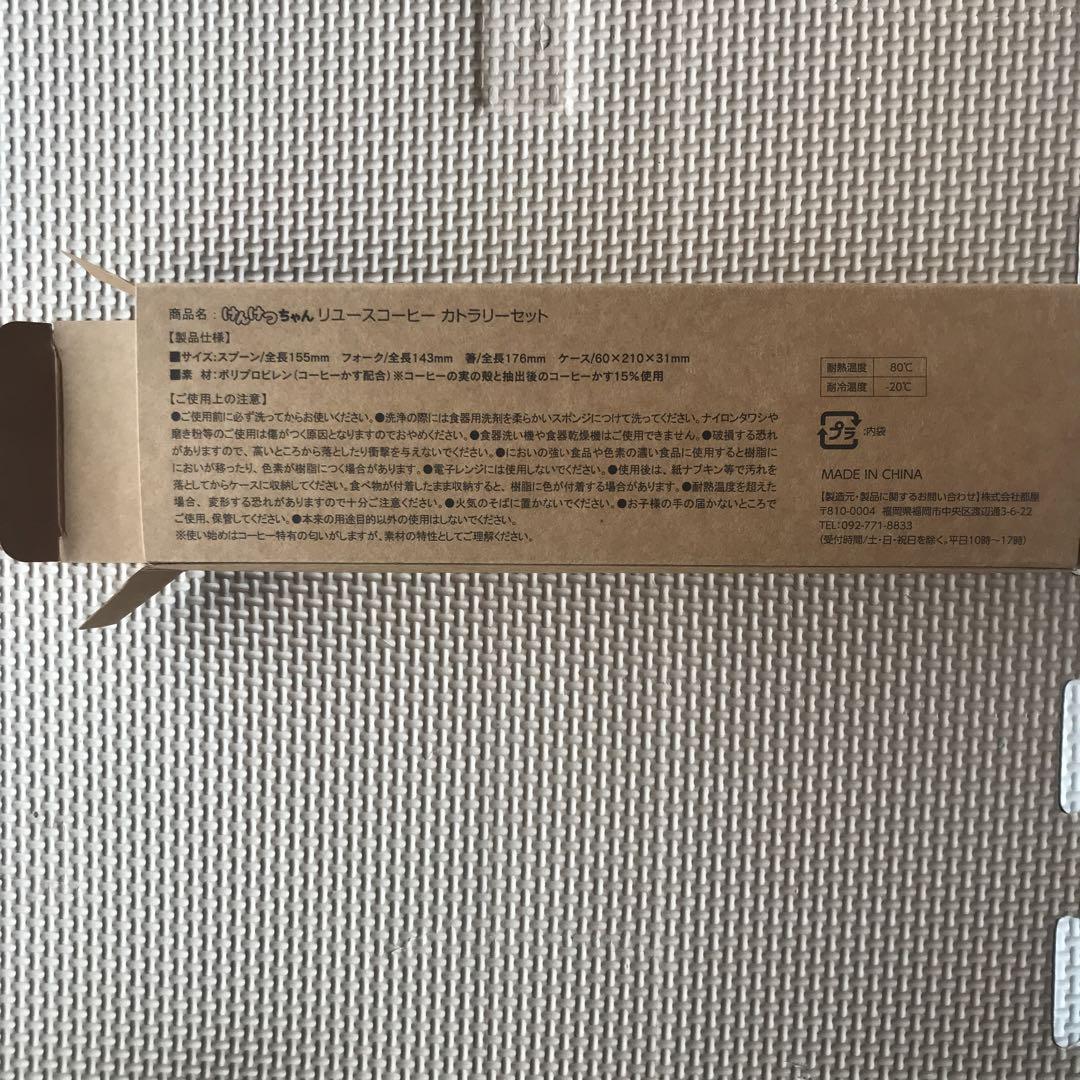 商品名：けんけつちゃん リユースコーヒー カトラリーセット
【製品仕様】
■サイズ:スプーン/全長155mm　フォーク/全長143mm　箸/全長176mm　ケース/60×210×31mm
■素　材：ポリプロピレン（コーヒーかす配合）※コーヒーの実の殻と抽出後のコーヒーかす15％使用
【ご使用上の注意】
●ご使用前に必ず洗ってからお使いください。●洗浄の際には食器用洗剤を柔らかいスポンジにつけて洗ってください。ナイロンタワシや
磨き粉等のご使用は傷がつく原因となりますのでおやめください。●食器洗い機や食器乾燥機はご使用できません。●破損する恐れ
がありますので、高いところから落としたり衝撃を与えないでください。●においの強い食品や色素の濃い食品に使用すると樹脂に
においが移ったり、色素が樹脂につく場合があります。●電子レンジには使用しないでください。●使用後は、紙ナプキン等で汚れを
落としてからケースに収納してください。食べ物が付着したまま収納すると、樹脂に色が付着する場合があります。●耐熱温度を超えた
場合、変形する恐れがありますので十分ご注意ください。●火気のそばに置かないでください。●お子様の手の届かないところで
ご使用、保管してください。●本来の用途目的以外の使用はしないでください。
※使い始めはコーヒー特有の匂いがしますが、素材の特性としてご理解ください。
耐熱温度 80℃
耐冷温度 -20℃
プラ :内袋
MADE IN CHINA
【製造元・製品に関するお問い合わせ】株式会社都屋
〒810-0004 福岡県福岡市中央区渡辺通3-6-22
TEL:092-771-8833
（受付時間/土・日・祝日を除く。平日10時〜17時）